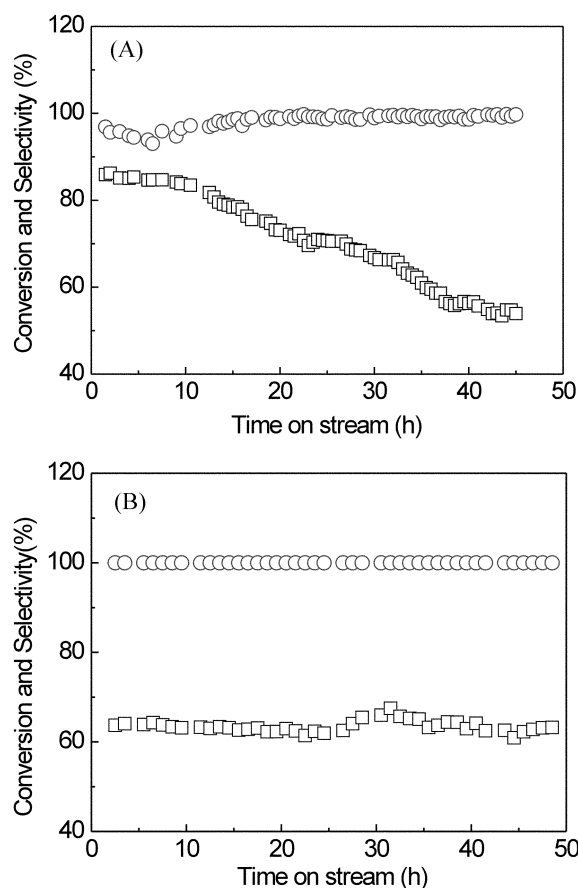 120
(A)
100
80
60
40
0 10 20 30 40 50
Time on stream (h)
Conversion and Selectivity (%)
120
(B)
100
80
60
40
0 10 20 30 40 50
Time on stream (h)
Conversion and Selectivity(%)